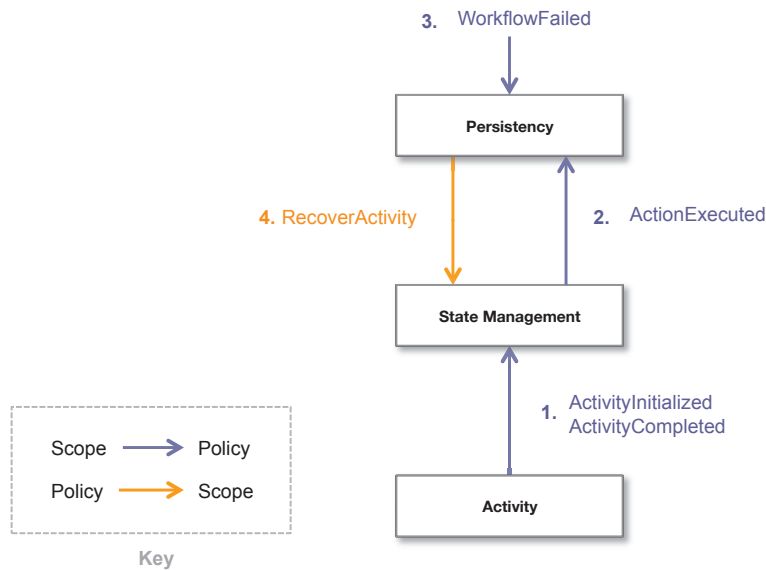 3. WorkflowFailed
Persistency
4. RecoverActivity
2. ActionExecuted
State Management
1. ActivityInitialized
ActivityCompleted
Scope Policy
Policy Scope
Activity
Key